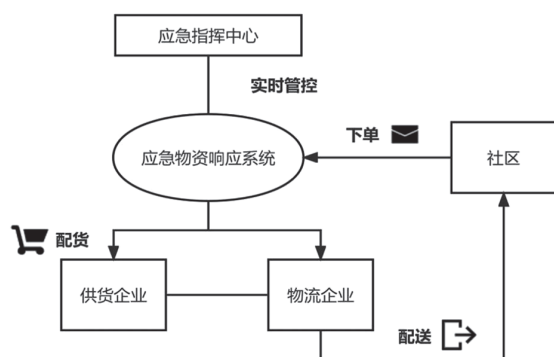 应急指挥中心
实时管控
下单
应急物资响应系统
社区
配货
供货企业
物流企业
配送